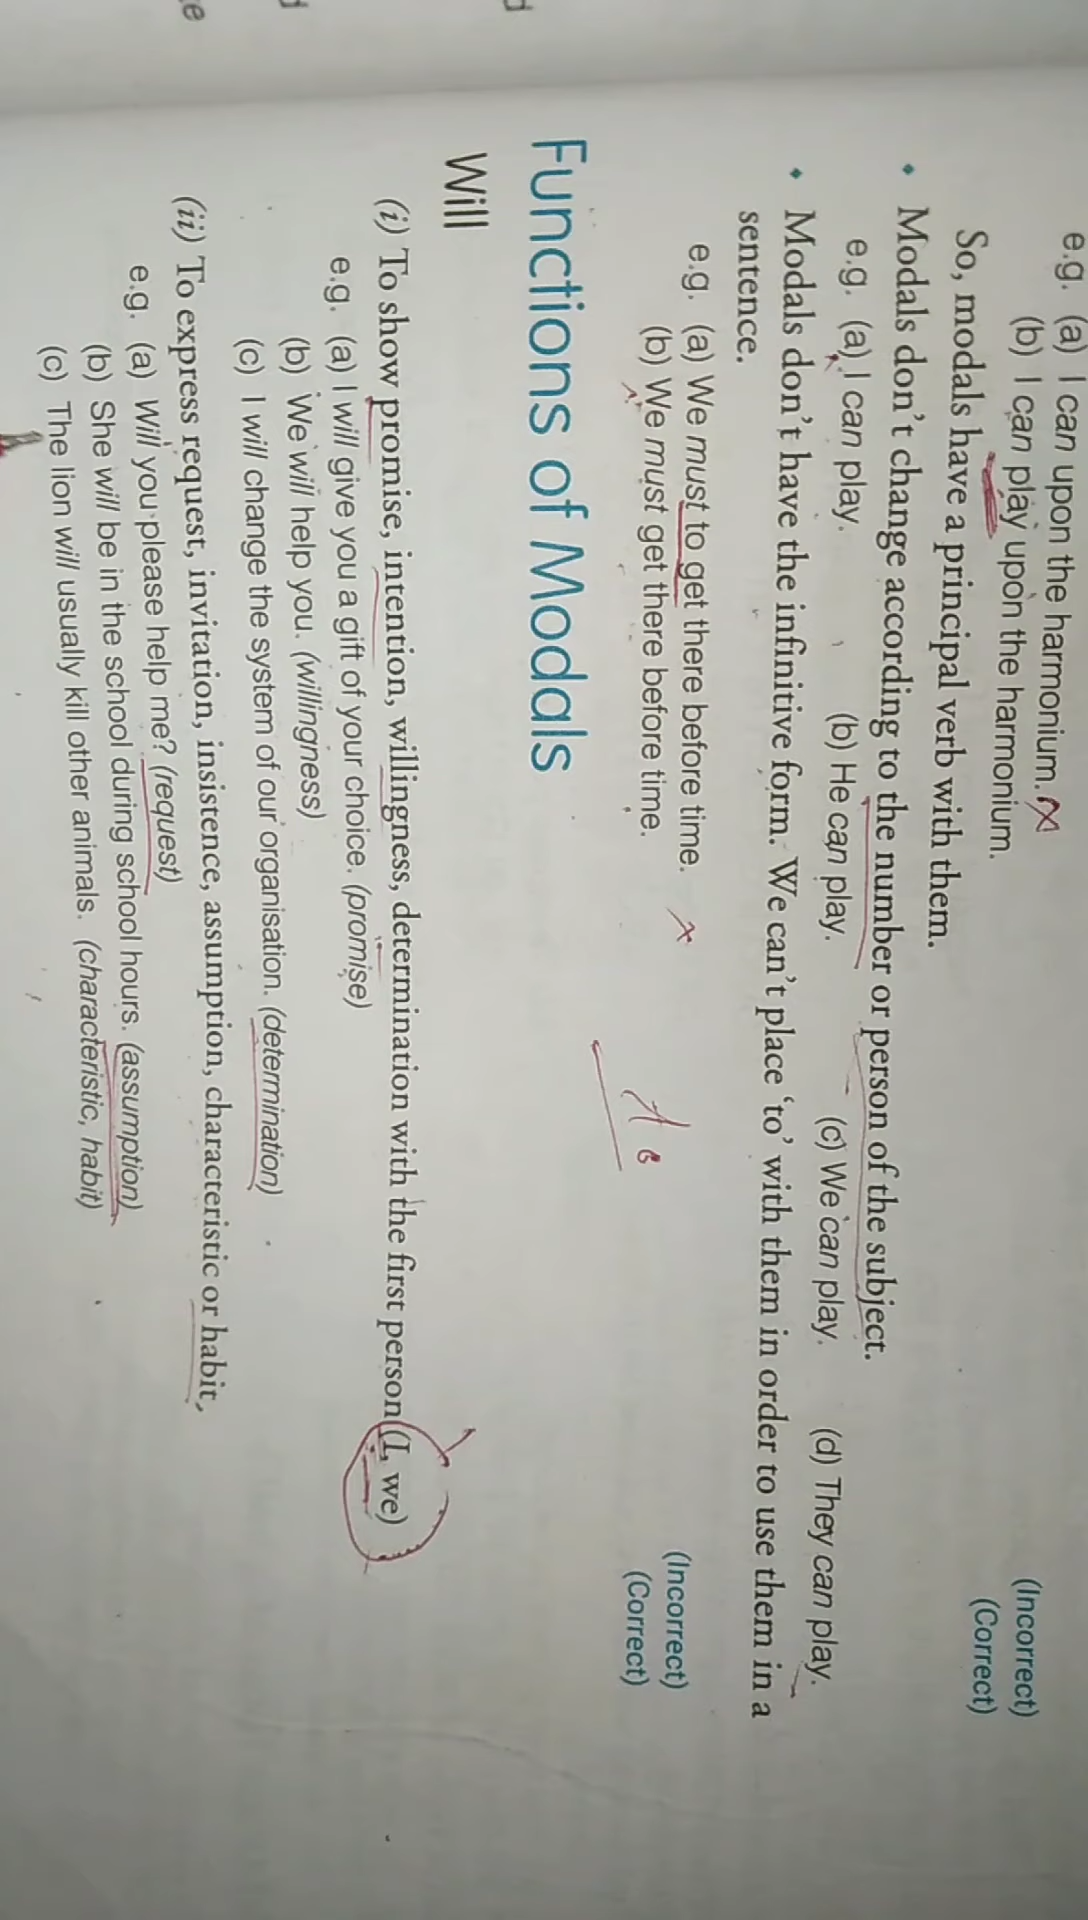 e.g. (a) I can upon the harmonium. (Incorrect)
(b) I can play upon the harmonium. (Correct)
So, modals have a principal verb with them.
• Modals don't change according to the number or person of the subject.
e.g. (a) I can play. (b) He can play. (c) We can play. (d) They can play.
• Modals don't have the infinitive form. We can't place 'to' with them in order to use them in a
sentence.
e.g. (a) We must to get there before time. (Incorrect)
(b) We must get there before time. (Correct)
Functions of Modals
Will
(i) To show promise, intention, willingness, determination with the first person (I, we)
e.g. (a) I will give you a gift of your choice. (promise)
(b) We will help you. (willingness)
(c) I will change the system of our organisation. (determination)
(ii) To express request, invitation, insistence, assumption, characteristic or habit,
e.g. (a) Will you please help me? (request)
(b) She will be in the school during school hours. (assumption)
(c) The lion will usually kill other animals. (characteristic, habit)